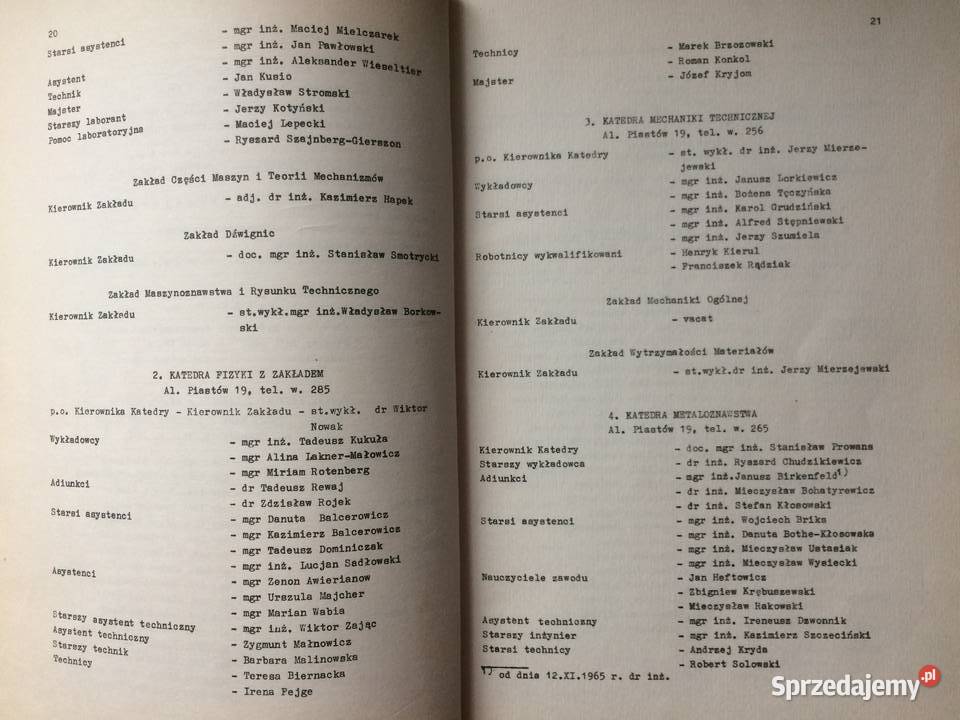 20
- mgr inż. Maciej Mielczarek
Starsi asystenci - mgr inż. Jan Pawłowski
- mgr inż. Aleksander Wieseltier
Asystent - Jan Kusio
Technik - Władysław Stromski
Majster - Jerzy Kotyński
Starszy laborant - Maciej Lepecki
Pomoc laboratoryjna - Ryszard Szajnberg-Gierszon
Zakład Części Maszyn i Teorii Mechanizmów
Kierownik Zakładu - adj. dr inż. Kazimierz Hapek
Zakład Dźwignic
Kierownik Zakładu - doc. mgr inż. Stanisław Smotrycki
Zakład Maszynoznawstwa i Rysunku Technicznego
Kierownik Zakładu - st.wykł.mgr inż.Władysław Borkow-
ski
2. KATEDRA FIZYKI Z ZAKŁADEM
Al. Piastów 19, tel. w. 285
p.o. Kierownika Katedry - Kierownik Zakładu - st.wykł. dr Wiktor
Nowak
Wykładowcy - mgr inż. Tadeusz Kukuła
- mgr Alina Lakner-Małowicz
- mgr Miriam Rotenberg
Adiunkci - dr Tadeusz Rewaj
- dr Zdzisław Rojek
Starsi asystenci - mgr Danuta Balcerowicz
- mgr Kazimierz Balcerowicz
- mgr Tadeusz Dominiczak
- mgr inż. Lucjan Sadłowski
Asystenci - mgr Zenon Awierianow
- mgr Urszula Majcher
- mgr Marian Wabia
Starszy asystent techniczny - mgr inż. Wiktor Zając
Asystent techniczny - Zygmunt Małnowicz
Starszy technik - Barbara Malinowska
Technicy - Teresa Biernacka
- Irena Fejge
21
Technicy - Marek Brzozowski
- Roman Konkol
Majster - Józef Kryjom
3. KATEDRA MECHANIKI TECHNICZNEJ
Al. Piastów 19, tel. w. 256
p.o. Kierownika Katedry - st. wykł. dr inż. Jerzy Mierze-
jewski
Wykładowcy - mgr inż. Janusz Lorkiewicz
- mgr inż. Bożena Tęczyńska
Starsi asystenci - mgr inż. Karol Grudziński
- mgr inż. Alfred Stępniewski
- mgr inż. Jerzy Szumiela
Robotnicy wykwalifikowani - Henryk Kierul
- Franciszek Rądziak
Zakład Mechaniki Ogólnej
Kierownik Zakładu - vacat
Zakład Wytrzymałości Materiałów
Kierownik Zakładu - st.wykł.dr inż. Jerzy Mierzejewski
4. KATEDRA METALOZNAWSTWA
Al. Piastów 19, tel. w. 265
Kierownik Katedry - doc. mgr inż. Stanisław Prowans
Starszy wykładowca - dr inż. Ryszard Chudzikiewicz
Adiunkci - mgr inż.Janusz Birkenfeld 1)
- dr inż. Mieczysław Bohatyrewicz
- dr inż. Stefan Kłosowski
Starsi asystenci - mgr inż. Wojciech Briks
- mgr inż. Danuta Bothe-Kłosowska
- mgr inż. Mieczysław Ustasiak
- mgr inż. Mieczysław Wysiecki
Nauczyciele zawodu - Jan Heftowicz
- Zbigniew Krębuszewski
- Mieczysław Rakowski
Asystent techniczny - mgr inż. Ireneusz Dzwonnik
Starszy inżynier - mgr inż. Kazimierz Szczeciński
Starsi technicy - Andrzej Kryda
- Robert Solowski
1) od dnia 12.XI.1965 r. dr inż.
Sprzedajemy.pl